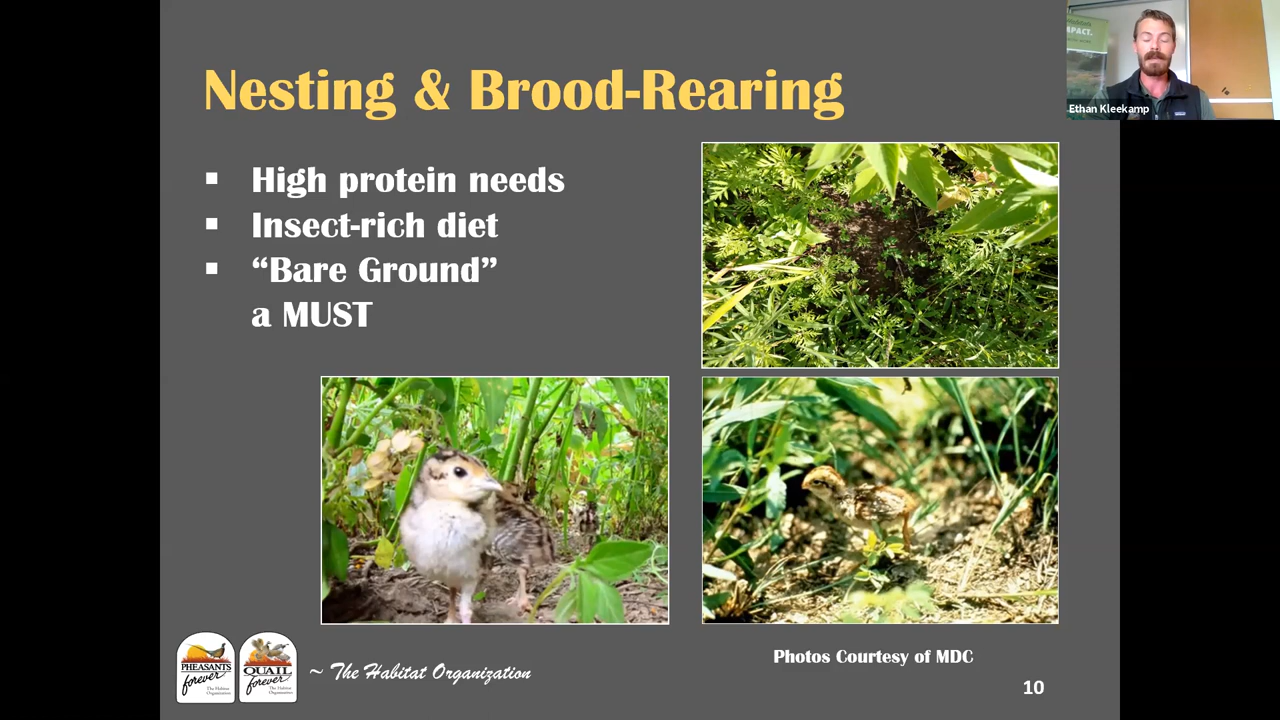 Nesting & Brood-Rearing
▪ High protein needs
▪ Insect-rich diet
▪ “Bare Ground”
a MUST
IMPACT.
Ethan Kleekamp
PHEASANTS
forever
The Habitat
Organization
QUAIL
forever
The Habitat
Organization
~ The Habitat Organization
Photos Courtesy of MDC
10